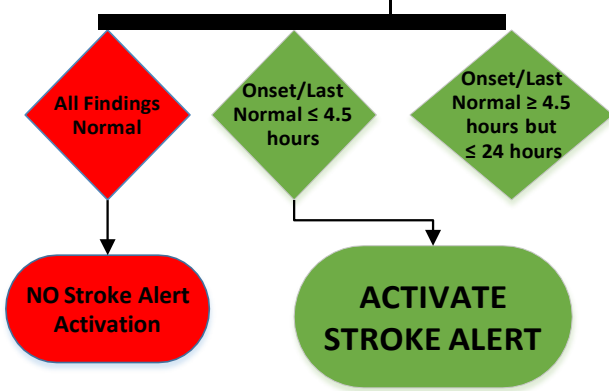 All Findings
Normal
Onset/Last
Normal ≤ 4.5
hours
Onset/Last
Normal ≥ 4.5
hours but
≤ 24 hours
NO Stroke Alert
Activation
ACTIVATE
STROKE ALERT